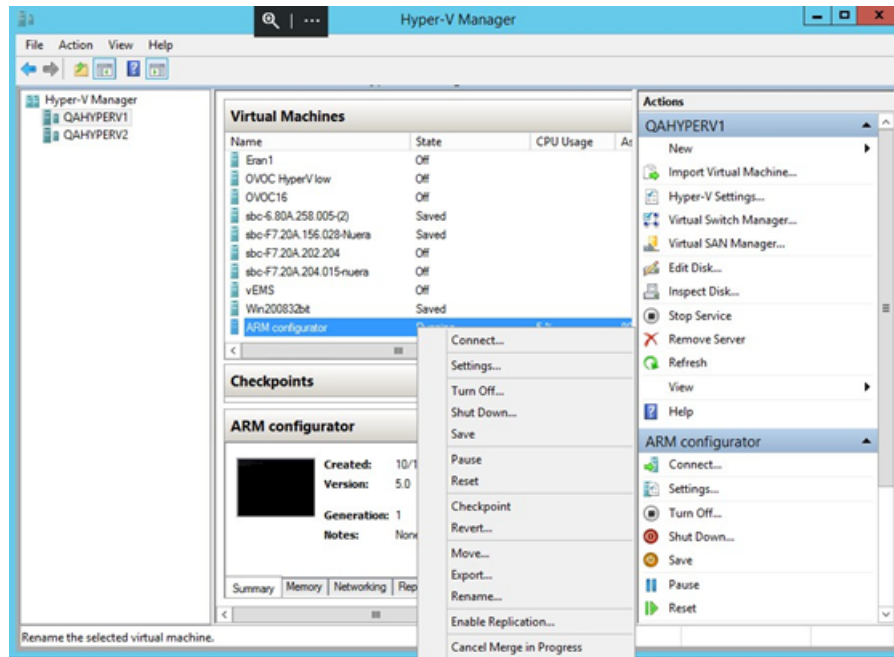 Hyper-V Manager
File Action View Help
Hyper-V Manager
QAHYPERV1
QAHYPERV2
Virtual Machines
Name State CPU Usage As
Eran1 Off
OVOC HyperV low Off
OVOC16 Off
sbc-6.80A.258.005-(2) Saved
sbc-F7.20A.156.028-Nuera Saved
sbc-F7.20A.202.204 Off
sbc-F7.20A.204.015-nuera Off
vEMS Off
Win200832bit Saved
ARM configurator
Checkpoints
ARM configurator
Created: 10/1
Version: 5.0
Generation: 1
Notes: None
Summary Memory Networking Rep
Connect...
Settings...
Turn Off...
Shut Down...
Save
Pause
Reset
Checkpoint
Revert...
Move...
Export...
Rename...
Enable Replication...
Cancel Merge in Progress
Actions
QAHYPERV1
New
Import Virtual Machine...
Hyper-V Settings...
Virtual Switch Manager...
Virtual SAN Manager...
Edit Disk...
Inspect Disk...
Stop Service
Remove Server
Refresh
View
Help
ARM configurator
Connect...
Settings...
Turn Off...
Shut Down...
Save
Pause
Reset
Rename the selected virtual machine.